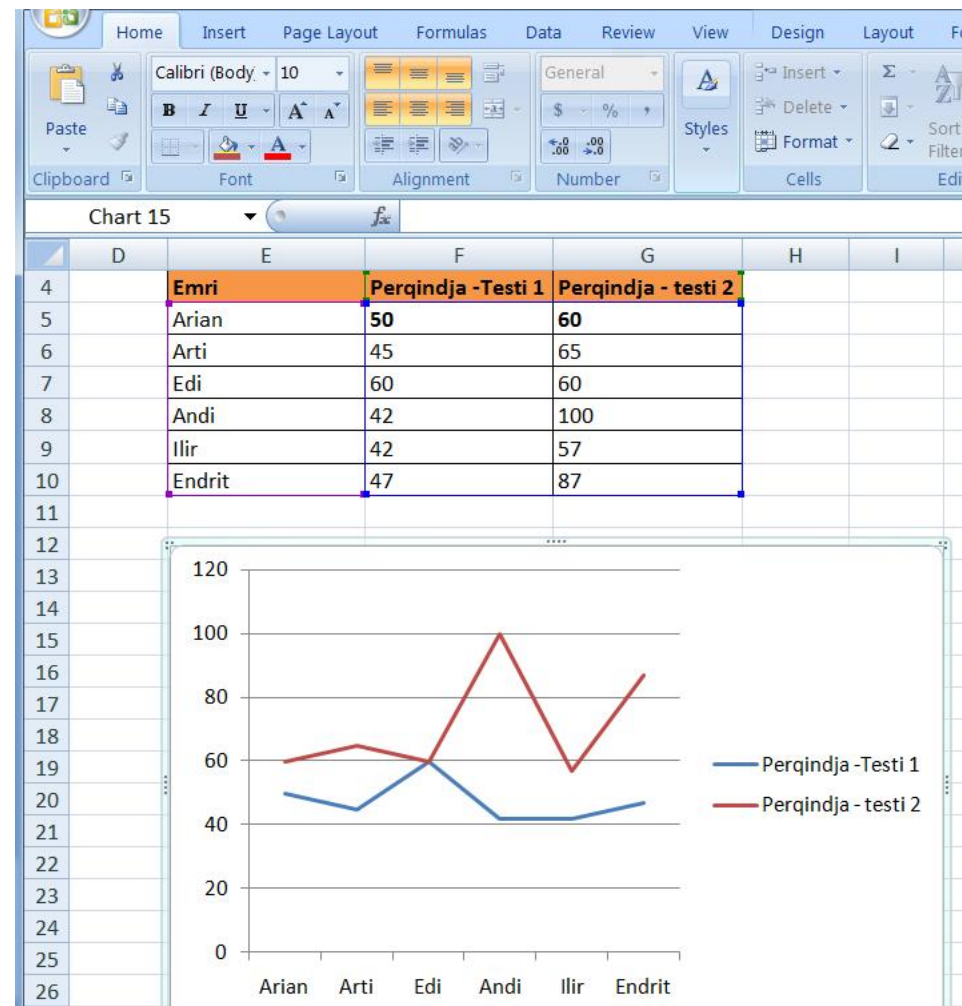 Home Insert Page Layout Formulas Data Review View Design Layout
Calibri (Body, 10 General Insert Σ
Paste B I U A A $ % , Styles Delete
Format Sort
Filter
Clipboard Font Alignment Number Cells
Chart 15 fx
D E F G H I
4 Emri Perqindja -Testi 1 Perqindja - testi 2
5 Arian 50 60
6 Arti 45 65
7 Edi 60 60
8 Andi 42 100
9 Ilir 42 57
10 Endrit 47 87
11
12
13
14
15
16
17
18
19
20
21
22
23
24
25
26
120
100
80
60
40
20
0
Perqindja -Testi 1
Perqindja - testi 2
Arian Arti Edi Andi Ilir Endrit